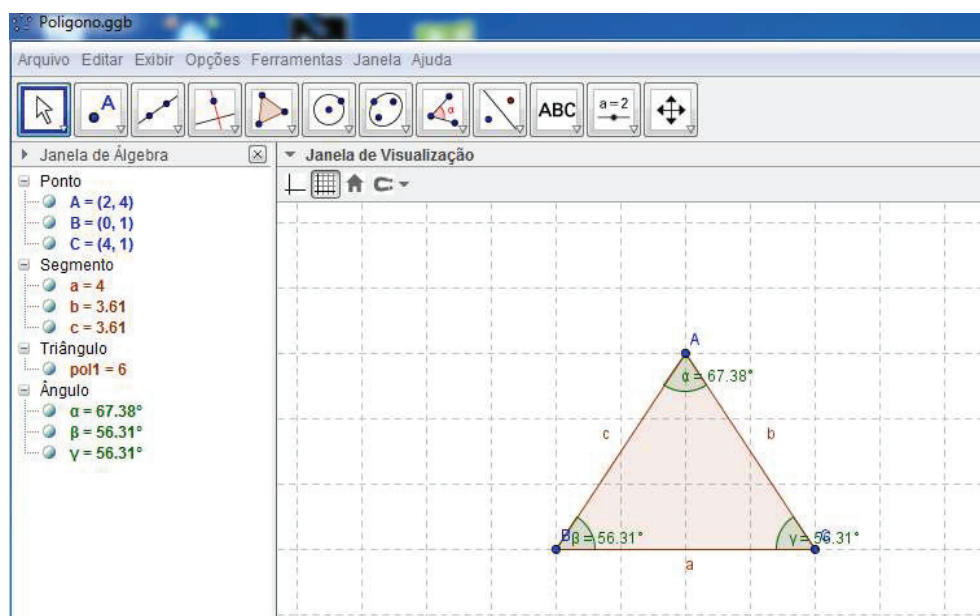 Poligono.ggb
Arquivo Editar Exibir Opções Ferramentas Janela Ajuda
A
α
ABC
a=2
Janela de Álgebra
Janela de Visualização
Ponto
A = (2, 4)
B = (0, 1)
C = (4, 1)
Segmento
a = 4
b = 3.61
c = 3.61
Triângulo
pol1 = 6
Ângulo
α = 67.38°
β = 56.31°
γ = 56.31°
A
α = 67.38°
c
b
B
β = 56.31°
C
γ = 56.31°
a